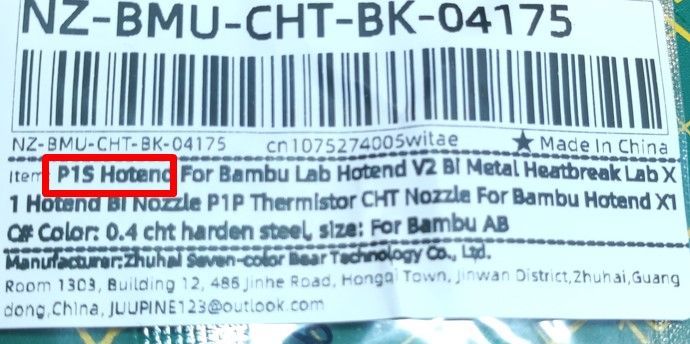 NZ-BMU-CHT-BK-04175
NZ-BMU-CHT-BK-04175 cn1075274005witae ★ Made In China
Item: P1S Hotend For Bambu Lab Hotend V2 Bi Metal Heatbreak Lab X
1 Hotend Bi Nozzle P1P Thermistor CHT Nozzle For Bambu Hotend X1
C# Color: 0.4 cht harden steel, size: For Bambu AB
Manufacturer:Zhuhai Seven-color Bear Technology Co., Ltd.
Room 1303, Building 12, 486 Jinhe Road, Hongqi Town, Jinwan District,Zhuhai,Guang
dong,China, JUUPINE123@outlook.com